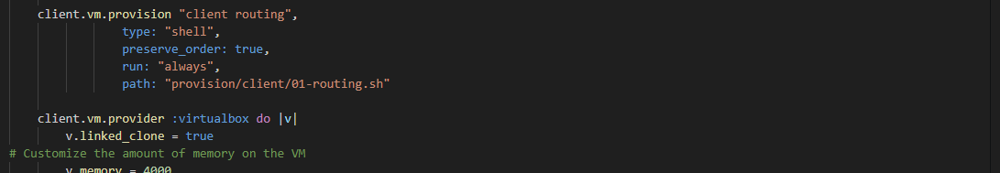 client.vm.provision "client routing",
type: "shell",
preserve_order: true,
run: "always",
path: "provision/client/01-routing.sh"
client.vm.provider :virtualbox do |v|
v.linked_clone = true
# Customize the amount of memory on the VM
v.memory = 4000